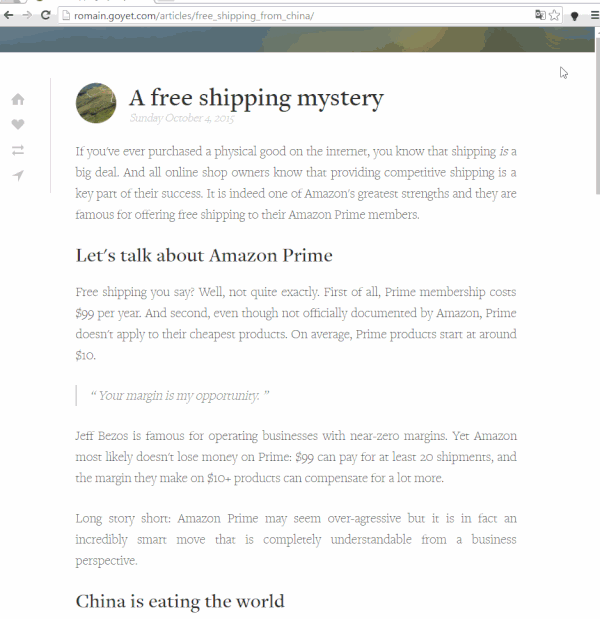 romain.goyet.com/articles/free_shipping_from_china/
A free shipping mystery
Sunday October 4, 2015
If you've ever purchased a physical good on the internet, you know that shipping is a
big deal. And all online shop owners know that providing competitive shipping is a
key part of their success. It is indeed one of Amazon's greatest strengths and they are
famous for offering free shipping to their Amazon Prime members.
Let's talk about Amazon Prime
Free shipping you say? Well, not quite exactly. First of all, Prime membership costs
$99 per year. And second, even though not officially documented by Amazon, Prime
doesn't apply to their cheapest products. On average, Prime products start at around
$10.
“ Your margin is my opportunity. ”
Jeff Bezos is famous for operating businesses with near-zero margins. Yet Amazon
most likely doesn't lose money on Prime: $99 can pay for at least 20 shipments, and
the margin they make on $10+ products can compensate for a lot more.
Long story short: Amazon Prime may seem over-agressive but it is in fact an
incredibly smart move that is completely understandable from a business
perspective.
China is eating the world